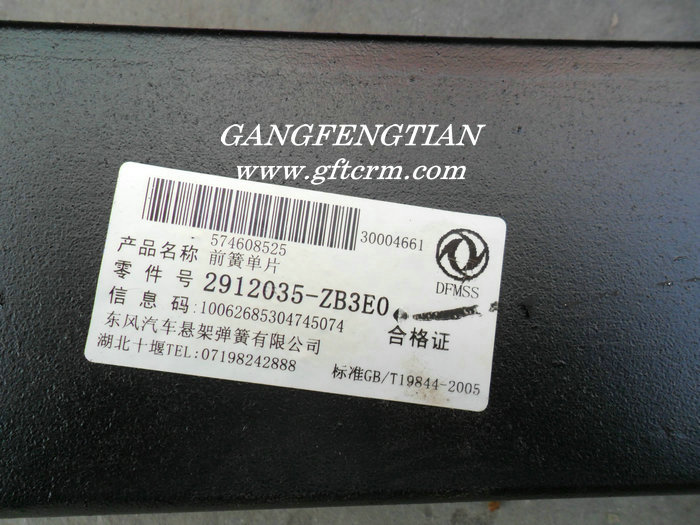 GANGFENGTIAN
www.gftcrm.com
574608525
30004661
产品名称 前簧单片
零件号 2912035-ZB3E0
信息码:10062685304745074
东风汽车悬架弹簧有限公司
湖北十堰TEL:07198242888
DFMSS
合格证
标准GB/T19844-2005